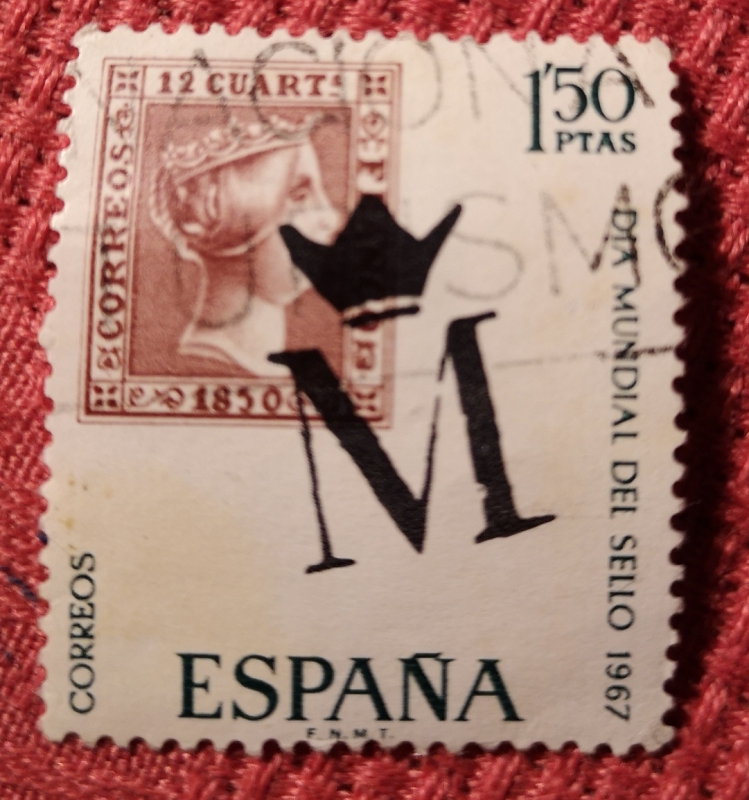 12 CUARTS
CORREOS
1850
1'50
PTAS
M
DIA MUNDIAL DEL SELLO 1967
CORREOS
ESPAÑA
F.N.M.T.